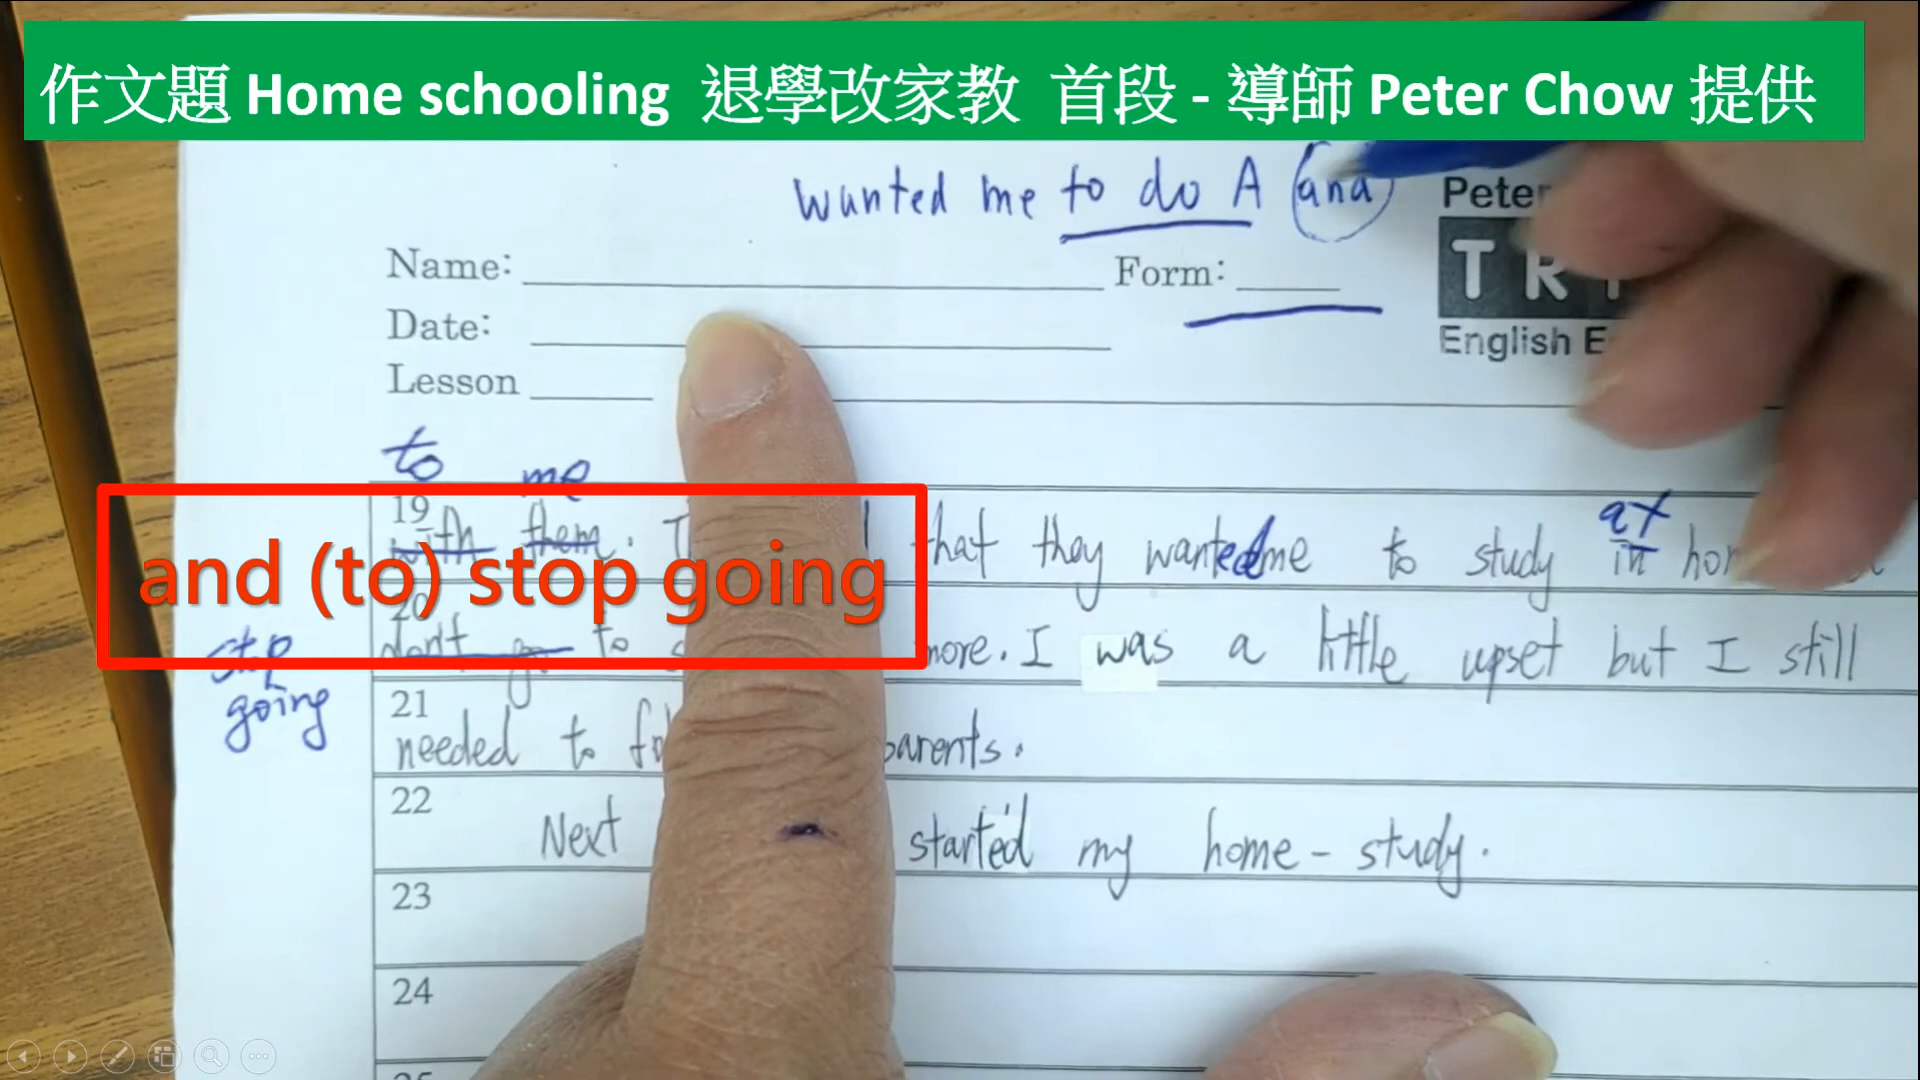 作文題 Home schooling 退學改家教 首段 - 導師 Peter Chow 提供
wanted me to do A and
Peter
Name: Form:
TR
Date:
English E
Lesson
to me
19
with them. that they wanted me to study at in
and (to) stop going
20
don't go to more. I was a little upset but I still
stop
going
21
needed to parents.
22
Next started my home-study.
23
24